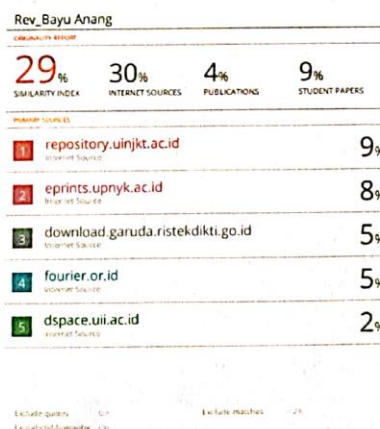 Rev_Bayu Anang
ORIGINALITY REPORT
29%
SIMILARITY INDEX
30%
INTERNET SOURCES
4%
PUBLICATIONS
9%
STUDENT PAPERS
PRIMARY SOURCES
1 repository.uinjkt.ac.id 9%
Internet Source
2 eprints.upnyk.ac.id 8%
Internet Source
3 download.garuda.ristekdikti.go.id 5%
Internet Source
4 fourier.or.id 5%
Internet Source
5 dspace.uii.ac.id 2%
Internet Source
Exclude quotes
Exclude matches
Exclude bibliography